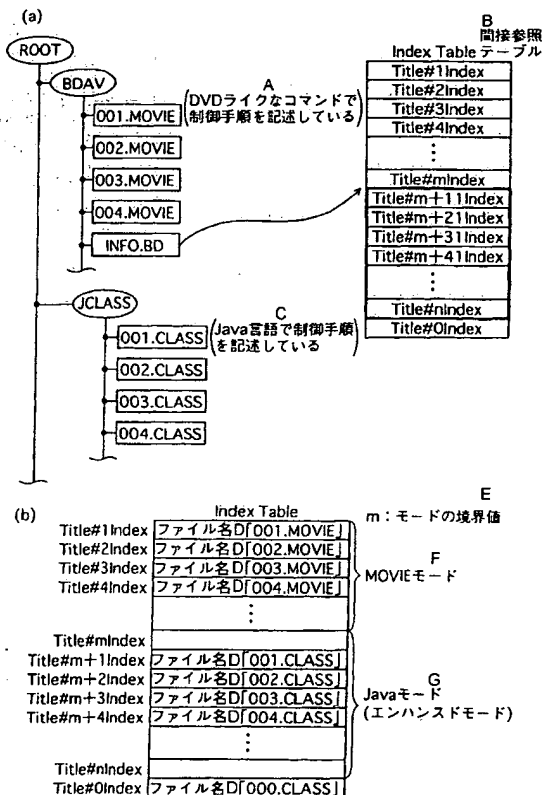 (a)
ROOT
BDAV
A
DVDライクなコマンドで
制御手順を記述している
001.MOVIE
002.MOVIE
003.MOVIE
004.MOVIE
INFO.BD
JCLASS
C
Java言語で制御手順
を記述している
001.CLASS
002.CLASS
003.CLASS
004.CLASS
B
間接参照
Index Table テーブル
Title#1Index
Title#2Index
Title#3Index
Title#4Index
Title#mIndex
Title#m+1Index
Title#m+2Index
Title#m+3Index
Title#m+4Index
Title#nIndex
Title#0Index
(b)
Index Table
E
m:モードの境界値
Title#1Index ファイル名D「001.MOVIE」
Title#2Index ファイル名D「002.MOVIE」
Title#3Index ファイル名D「003.MOVIE」
Title#4Index ファイル名D「004.MOVIE」
F
MOVIEモード
Title#mIndex
Title#m+1Index ファイル名D「001.CLASS」
Title#m+2Index ファイル名D「002.CLASS」
Title#m+3Index ファイル名D「003.CLASS」
Title#m+4Index ファイル名D「004.CLASS」
G
Javaモード
(エンハンスドモード)
Title#nIndex
Title#0Index ファイル名D「000.CLASS」